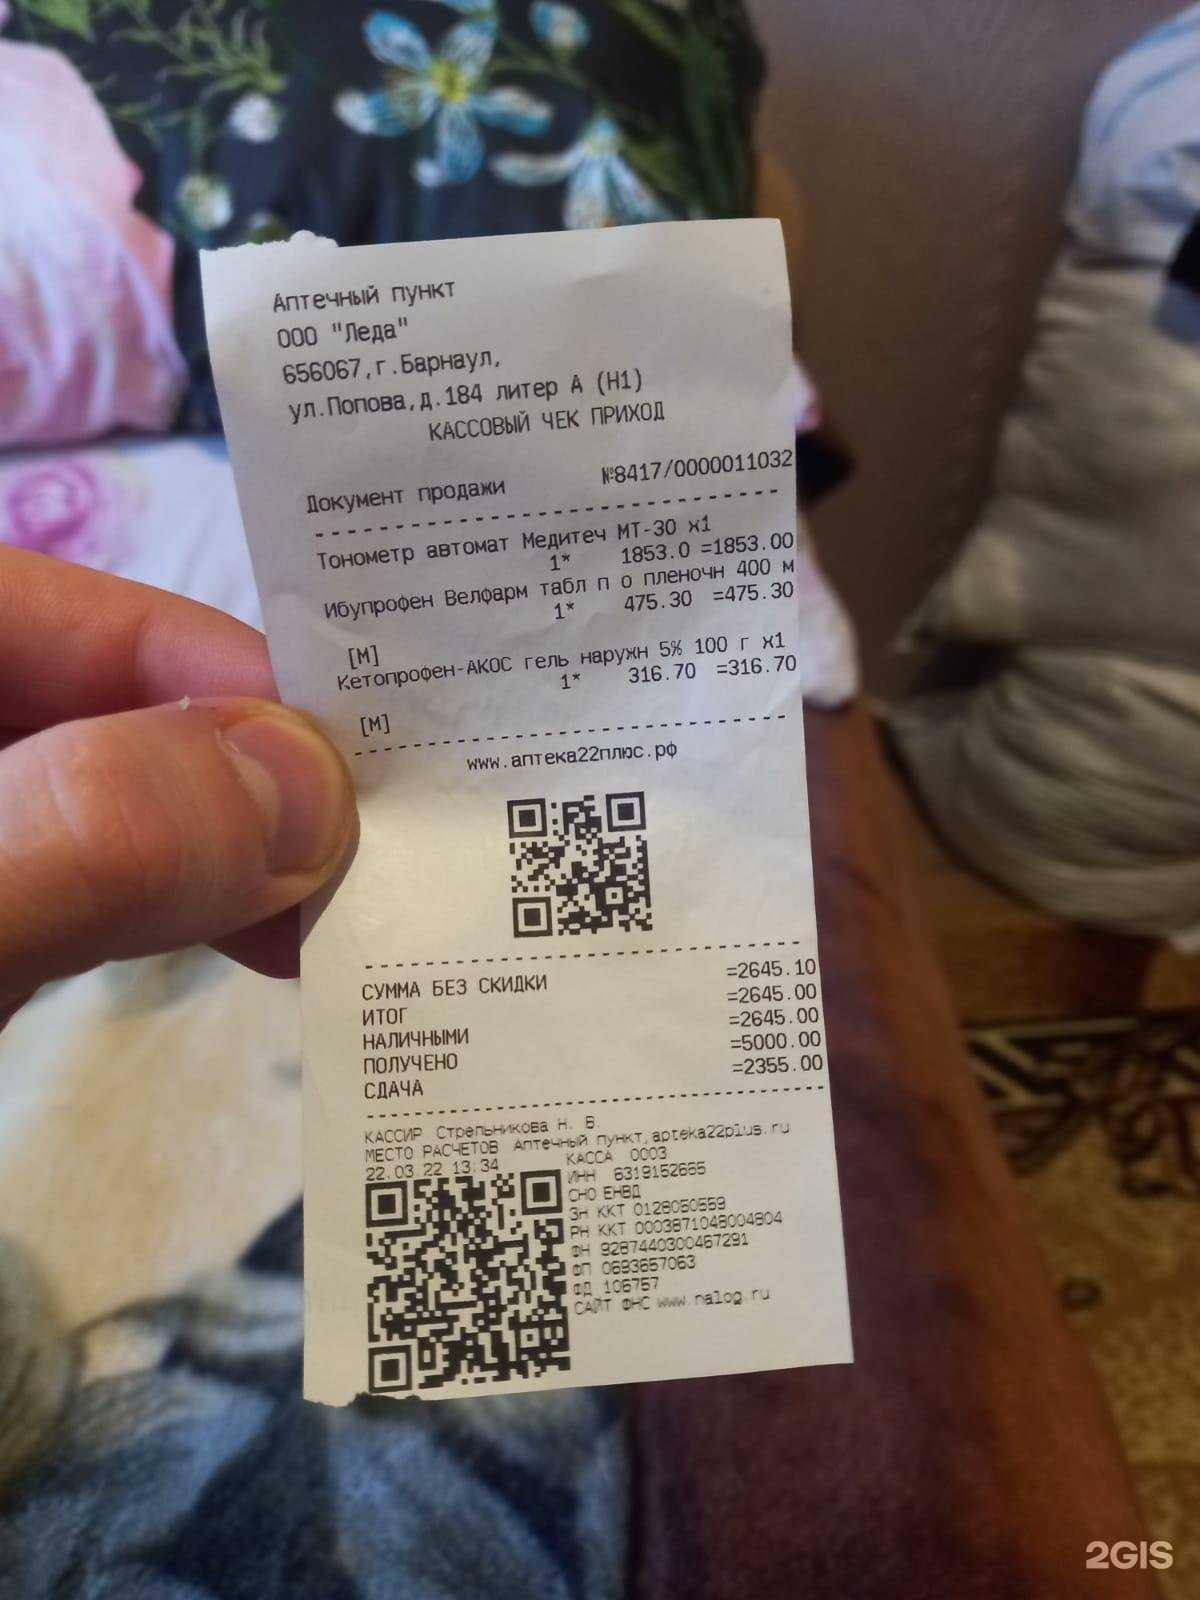 Аптечный пункт
ООО "Леда"
656067,г.Барнаул,
ул.Попова,д.184 литер А (Н1)
КАССОВЫЙ ЧЕК ПРИХОД
Документ продажи №8417/0000011032
Тонометр автомат Медитеч МТ-30 х1
1* 1853.0 =1853.00
Ибупрофен Велфарм табл п о пленочн 400 м
1* 475.30 =475.30
[М]
Кетопрофен-АКОС гель наружн 5% 100 г х1
1* 316.70 =316.70
[М]
www.аптека22плюс.рф
СУММА БЕЗ СКИДКИ =2645.10
ИТОГ =2645.00
НАЛИЧНЫМИ =2645.00
ПОЛУЧЕНО =5000.00
СДАЧА =2355.00
КАССИР Стрельникова Н. В.
МЕСТО РАСЧЕТОВ Аптечный пункт,apteka22plus.ru
22.03.22 13:34 КАССА 0003
ИНН 6319152665
СНО ЕНВД
ЗН ККТ 0128050559
РН ККТ 0003871048004804
ФН 9287440300467291
ФП 0693657063
ФД 106757
САЙТ ФНС www.nalog.ru
2GIS